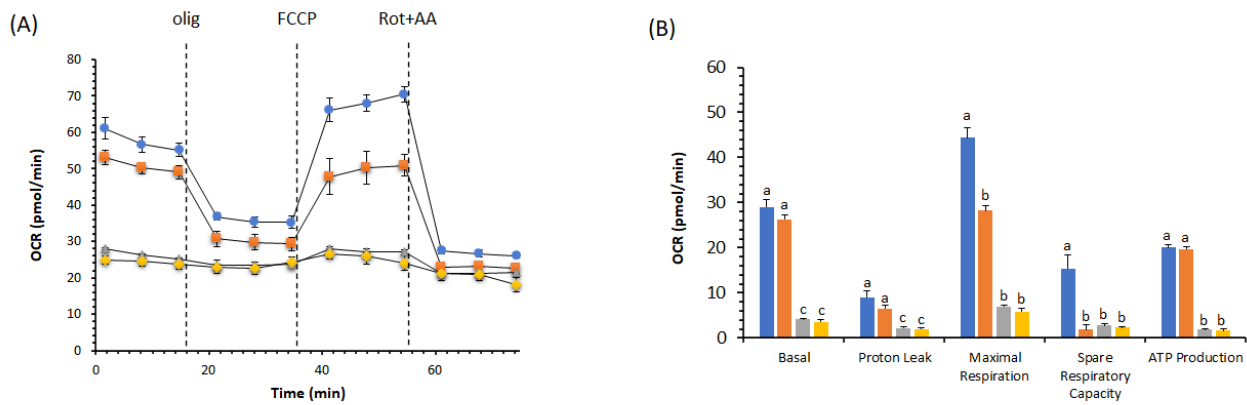 (A)
olig FCCP Rot+AA
80
70
60
50
40
30
20
10
0
OCR (pmol/min)
0 20 40 60
Time (min)
(B)
60
50
40
30
20
10
0
OCR (pmol/min)
a a c c
a a c c
a b b b
a b b b
a a b b
Basal
Proton Leak
Maximal
Respiration
Spare
Respiratory
Capacity
ATP Production